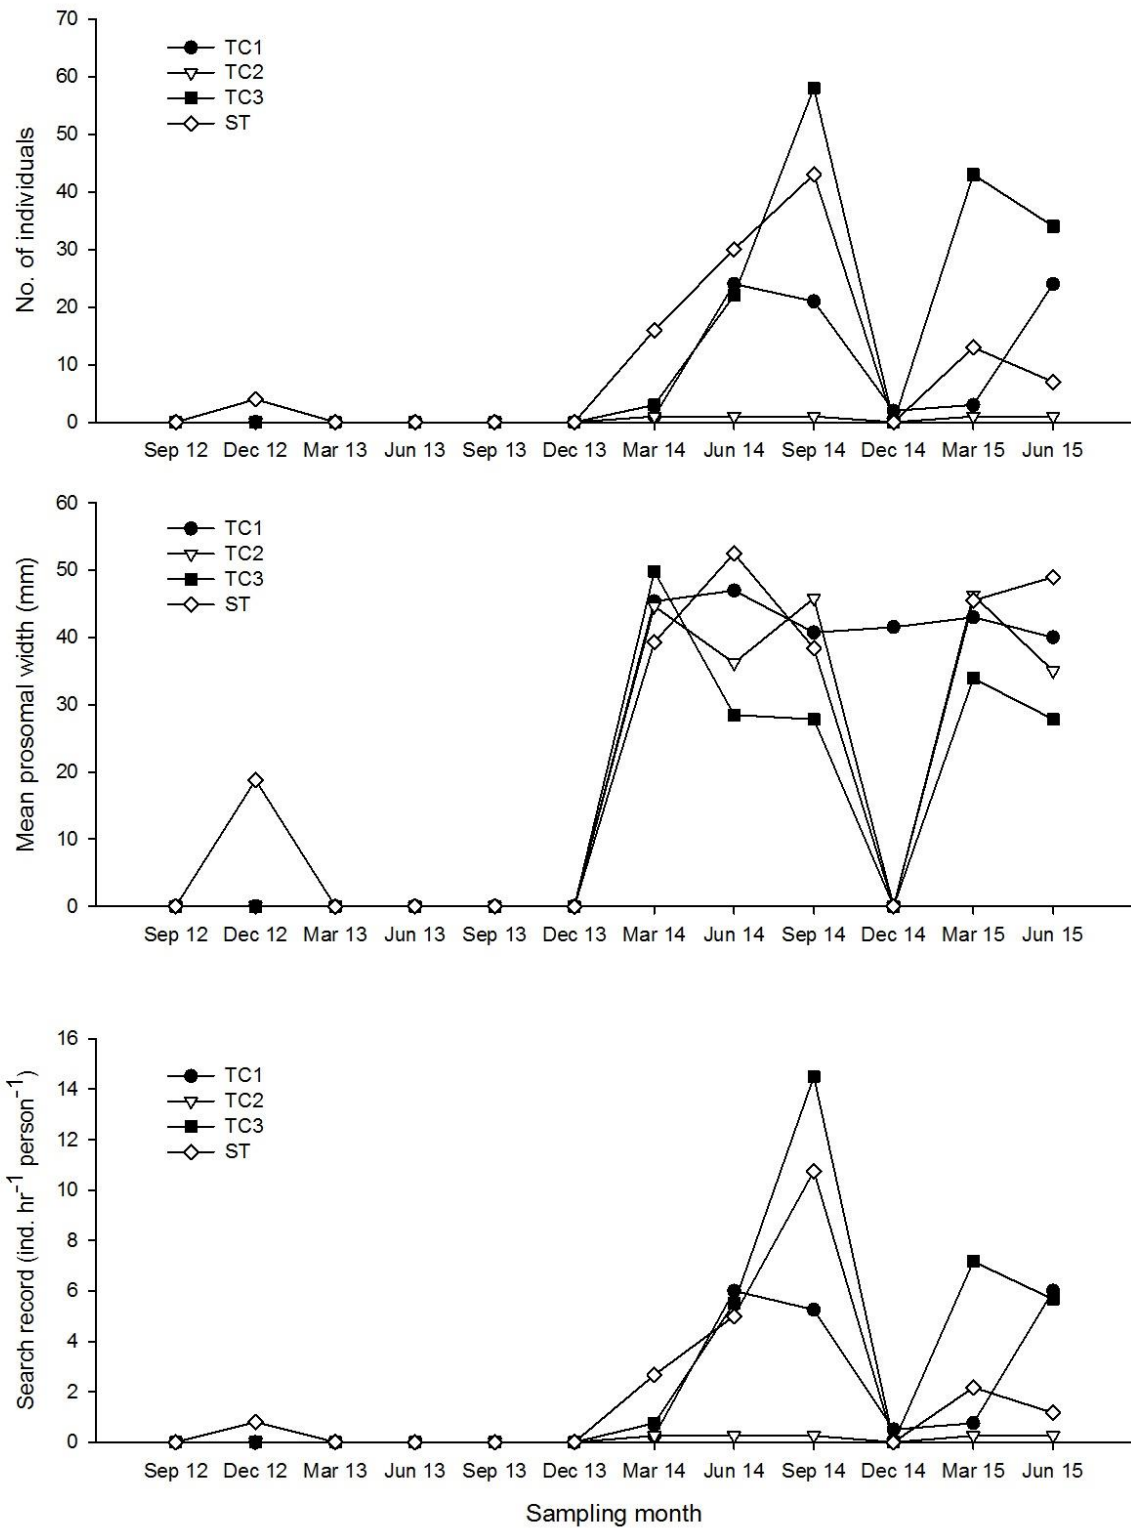 70
60
50
40
30
20
10
0
No. of individuals
TC1
TC2
TC3
ST
Sep 12 Dec 12 Mar 13 Jun 13 Sep 13 Dec 13 Mar 14 Jun 14 Sep 14 Dec 14 Mar 15 Jun 15
60
50
40
30
20
10
0
Mean prosomal width (mm)
TC1
TC2
TC3
ST
Sep 12 Dec 12 Mar 13 Jun 13 Sep 13 Dec 13 Mar 14 Jun 14 Sep 14 Dec 14 Mar 15 Jun 15
16
14
12
10
8
6
4
2
0
Search record (ind. hr⁻¹ person⁻¹)
TC1
TC2
TC3
ST
Sep 12 Dec 12 Mar 13 Jun 13 Sep 13 Dec 13 Mar 14 Jun 14 Sep 14 Dec 14 Mar 15 Jun 15
Sampling month